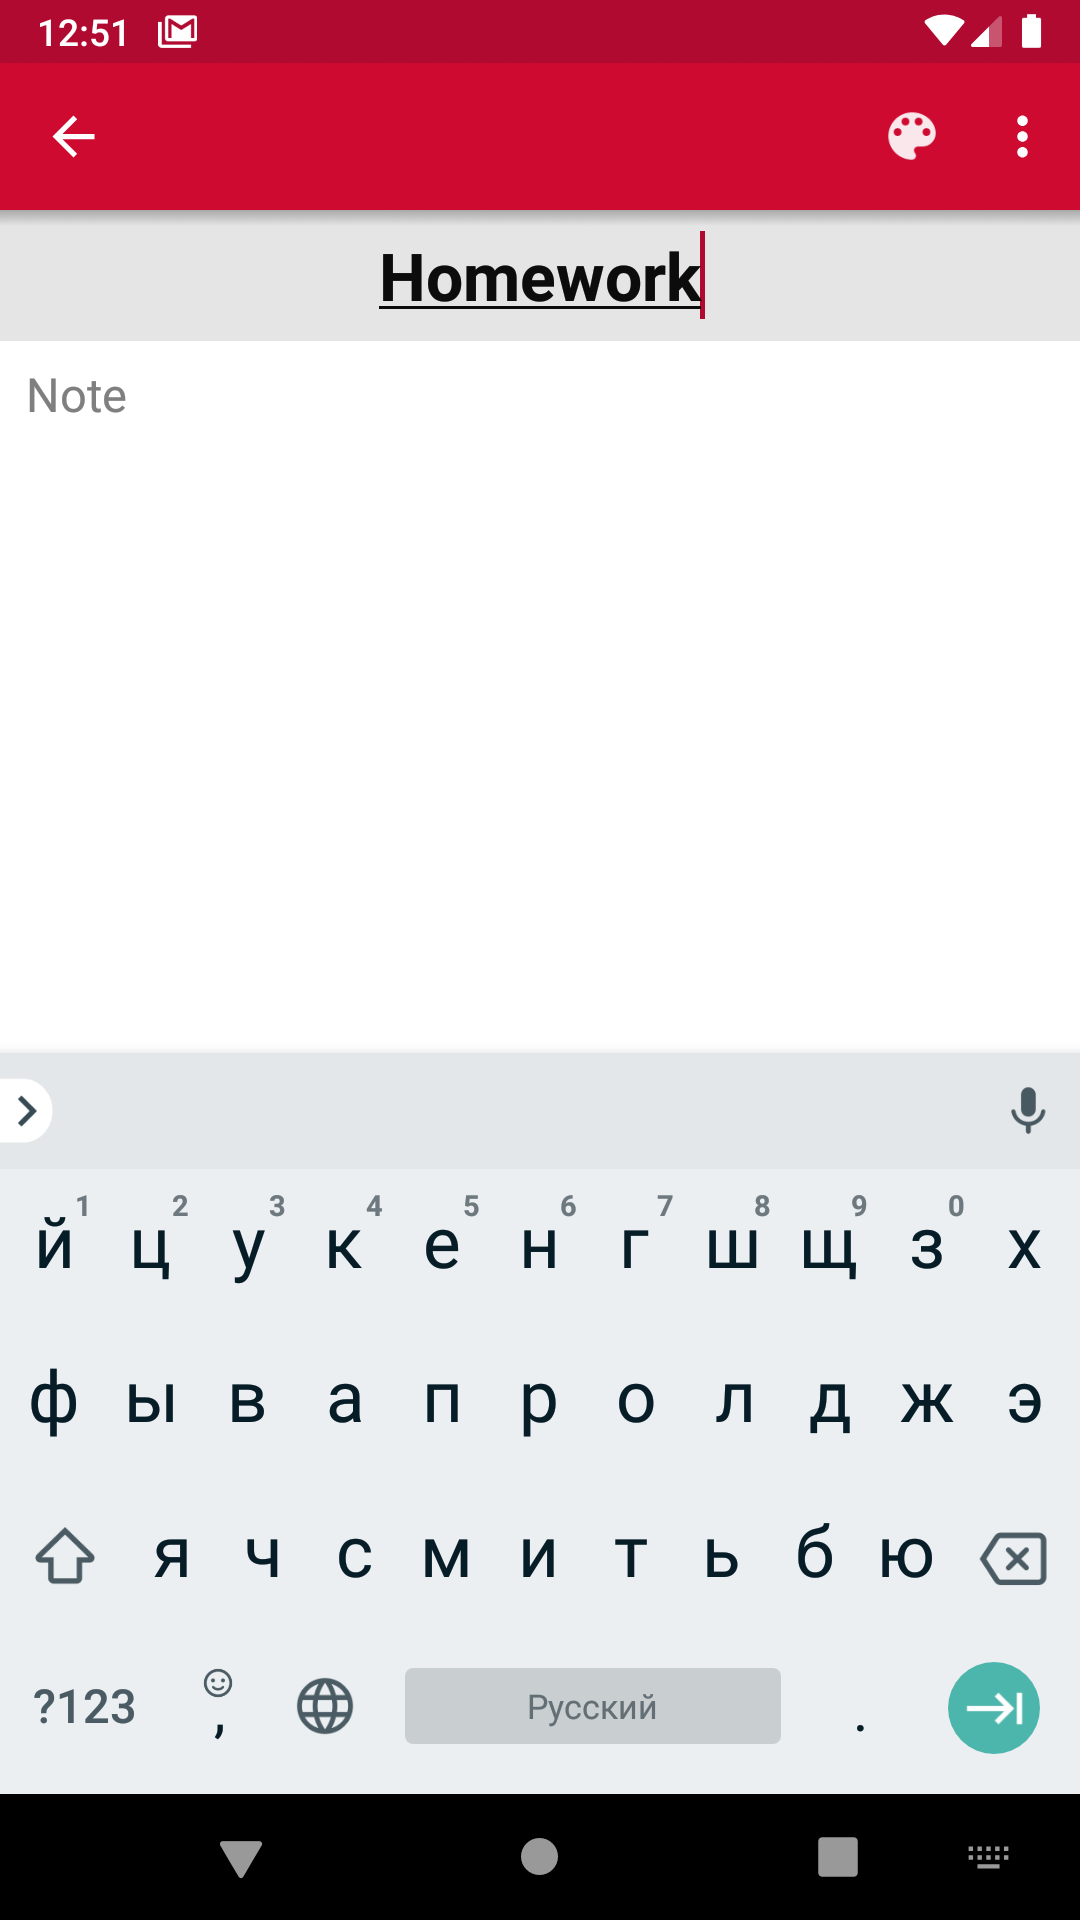 12:51
Homework
Note
1 2 3 4 5 6 7 8 9 0
й ц у к е н г ш щ з х
ф ы в а п р о л д ж э
я ч с м и т ь б ю
?123 , Русский .